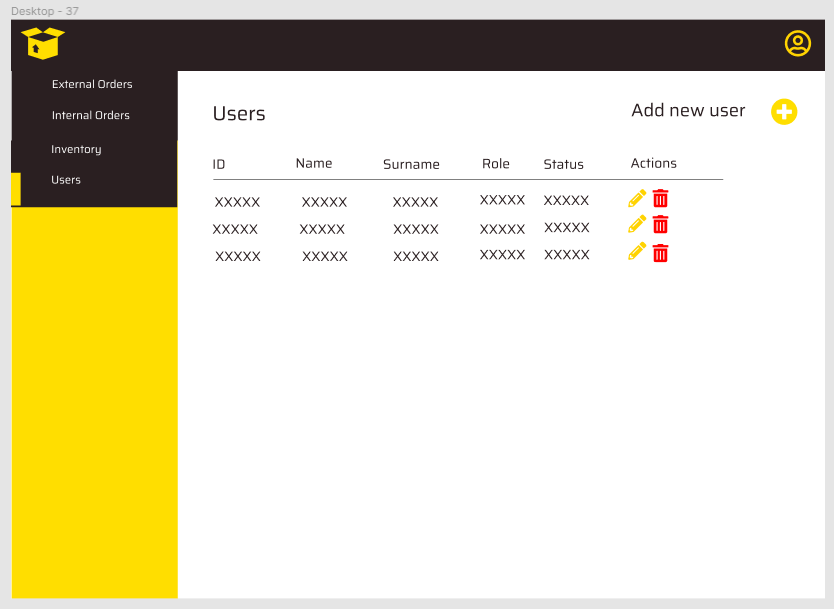 Desktop - 37
External Orders
Internal Orders
Inventory
Users
Users
Add new user
ID Name Surname Role Status Actions
XXXXX XXXXX XXXXX XXXXX XXXXX
XXXXX XXXXX XXXXX XXXXX XXXXX
XXXXX XXXXX XXXXX XXXXX XXXXX